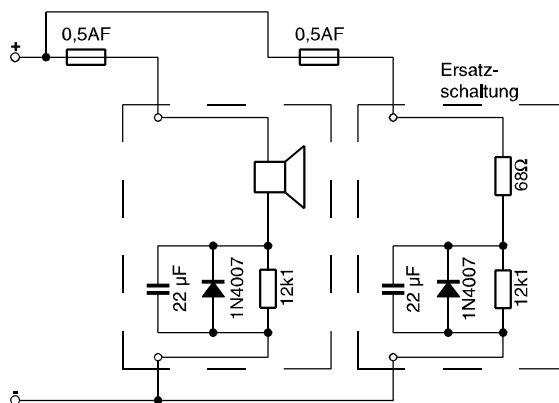 0,5AF
0,5AF
+
Ersatz-
schaltung
68Ω
22 µF
1N4007
12k1
22 µF
1N4007
12k1
-